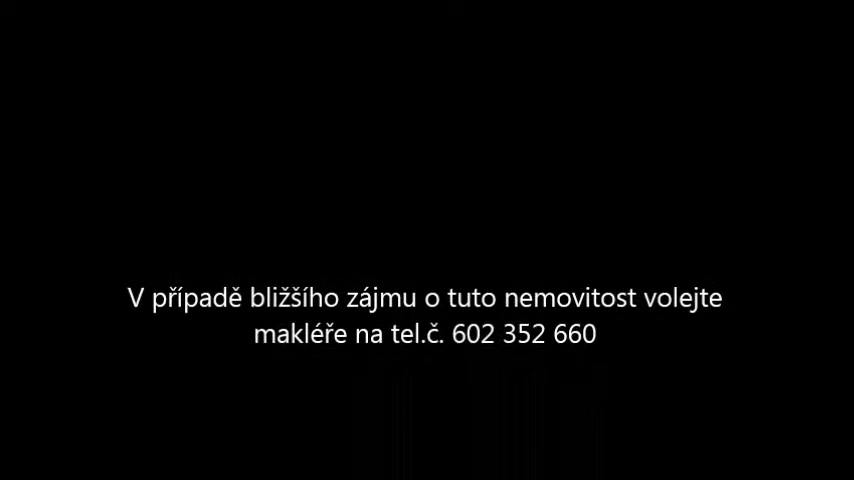 V případě bližšího zájmu o tuto nemovitost volejte
makléře na tel.č. 602 352 660